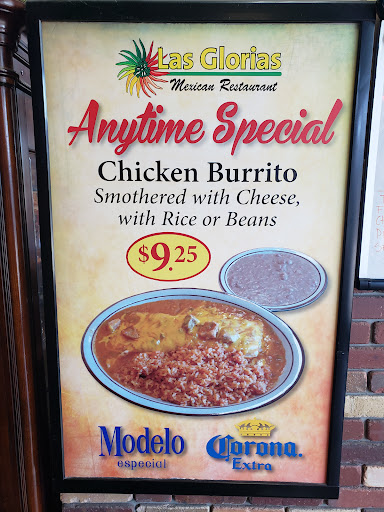 Las Glorias
Mexican Restaurant
Anytime Special
Chicken Burrito
Smothered with Cheese,
with Rice or Beans
$9.25
Modelo
especial
Corona.
Extra